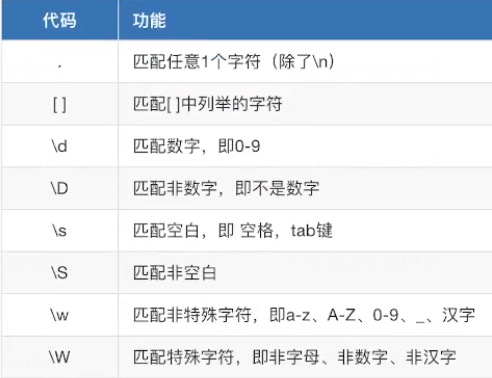 代码 功能
. 匹配任意1个字符（除了\n）
[ ] 匹配[ ]中列举的字符
\d 匹配数字，即0-9
\D 匹配非数字，即不是数字
\s 匹配空白，即 空格，tab键
\S 匹配非空白
\w 匹配非特殊字符，即a-z、A-Z、0-9、_、汉字
\W 匹配特殊字符，即非字母、非数字、非汉字